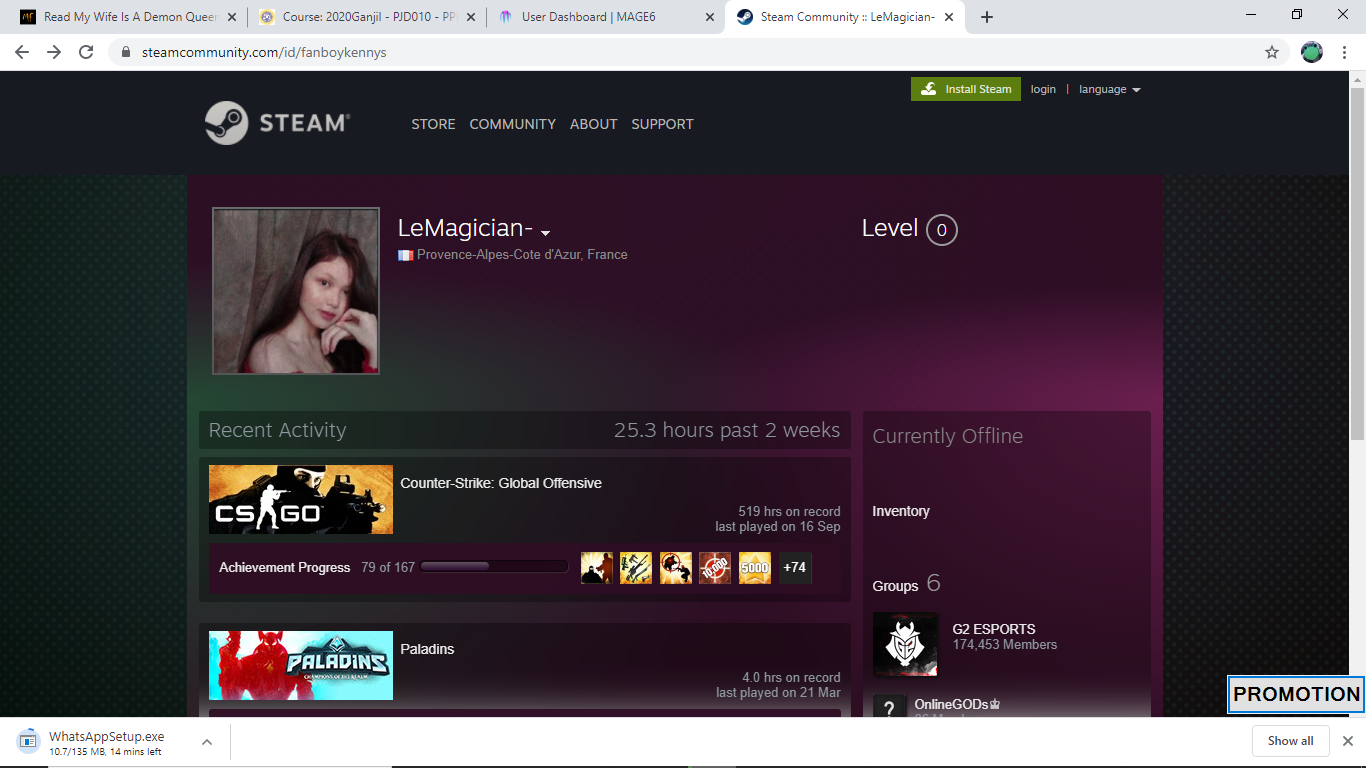 Read My Wife Is A Demon Queen
Course: 2020Ganjil - PJD010 - PP
User Dashboard | MAGE6
Steam Community :: LeMagician-
steamcommunity.com/id/fanboykennys
Install Steam
login | language
STEAM®
STORE COMMUNITY ABOUT SUPPORT
LeMagician-
Provence-Alpes-Cote d'Azur, France
Level 0
Recent Activity
25.3 hours past 2 weeks
CS GO
Counter-Strike: Global Offensive
519 hrs on record
last played on 16 Sep
Achievement Progress 79 of 167
10,000
5000
+74
PALADINS
CHAMPIONS OF THE REALM
Paladins
4.0 hrs on record
last played on 21 Mar
Currently Offline
Inventory
Groups 6
G2 ESPORTS
174,453 Members
?
OnlineGODs
PROMOTION
WhatsAppSetup.exe
10.7/135 MB, 14 mins left
Show all